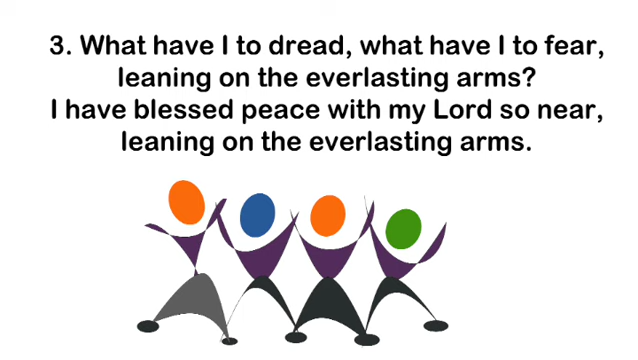 3. What have I to dread, what have I to fear,
leaning on the everlasting arms?
I have blessed peace with my Lord so near,
leaning on the everlasting arms.